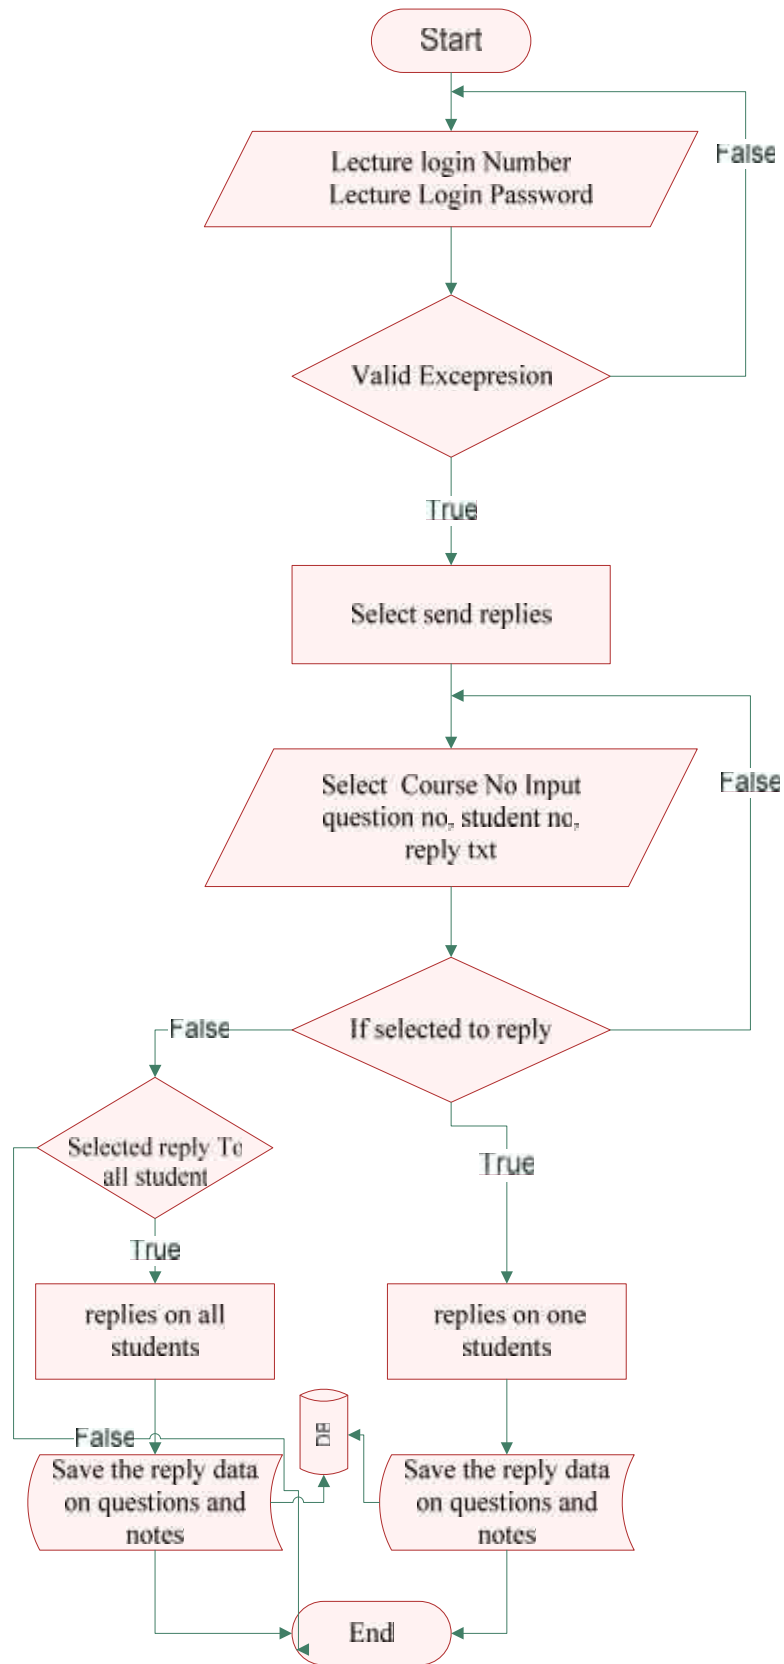 Start
False
Lecture login Number
Lecture Login Password
Valid Excepresion
True
Select send replies
False
Select Course No Input
question no, student no,
reply txt
False
If selected to reply
Selected reply To
all student
True
True
replies on all
students
replies on one
students
DB
False
Save the reply data
on questions and
notes
Save the reply data
on questions and
notes
End